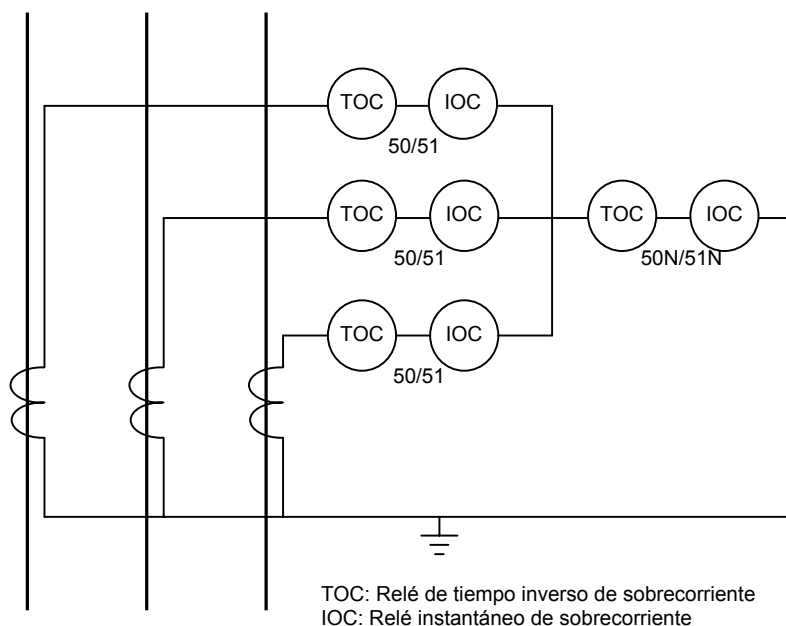 TOC IOC
50/51
TOC IOC TOC IOC
50/51 50N/51N
TOC IOC
50/51
TOC: Relé de tiempo inverso de sobrecorriente
IOC: Relé instantáneo de sobrecorriente